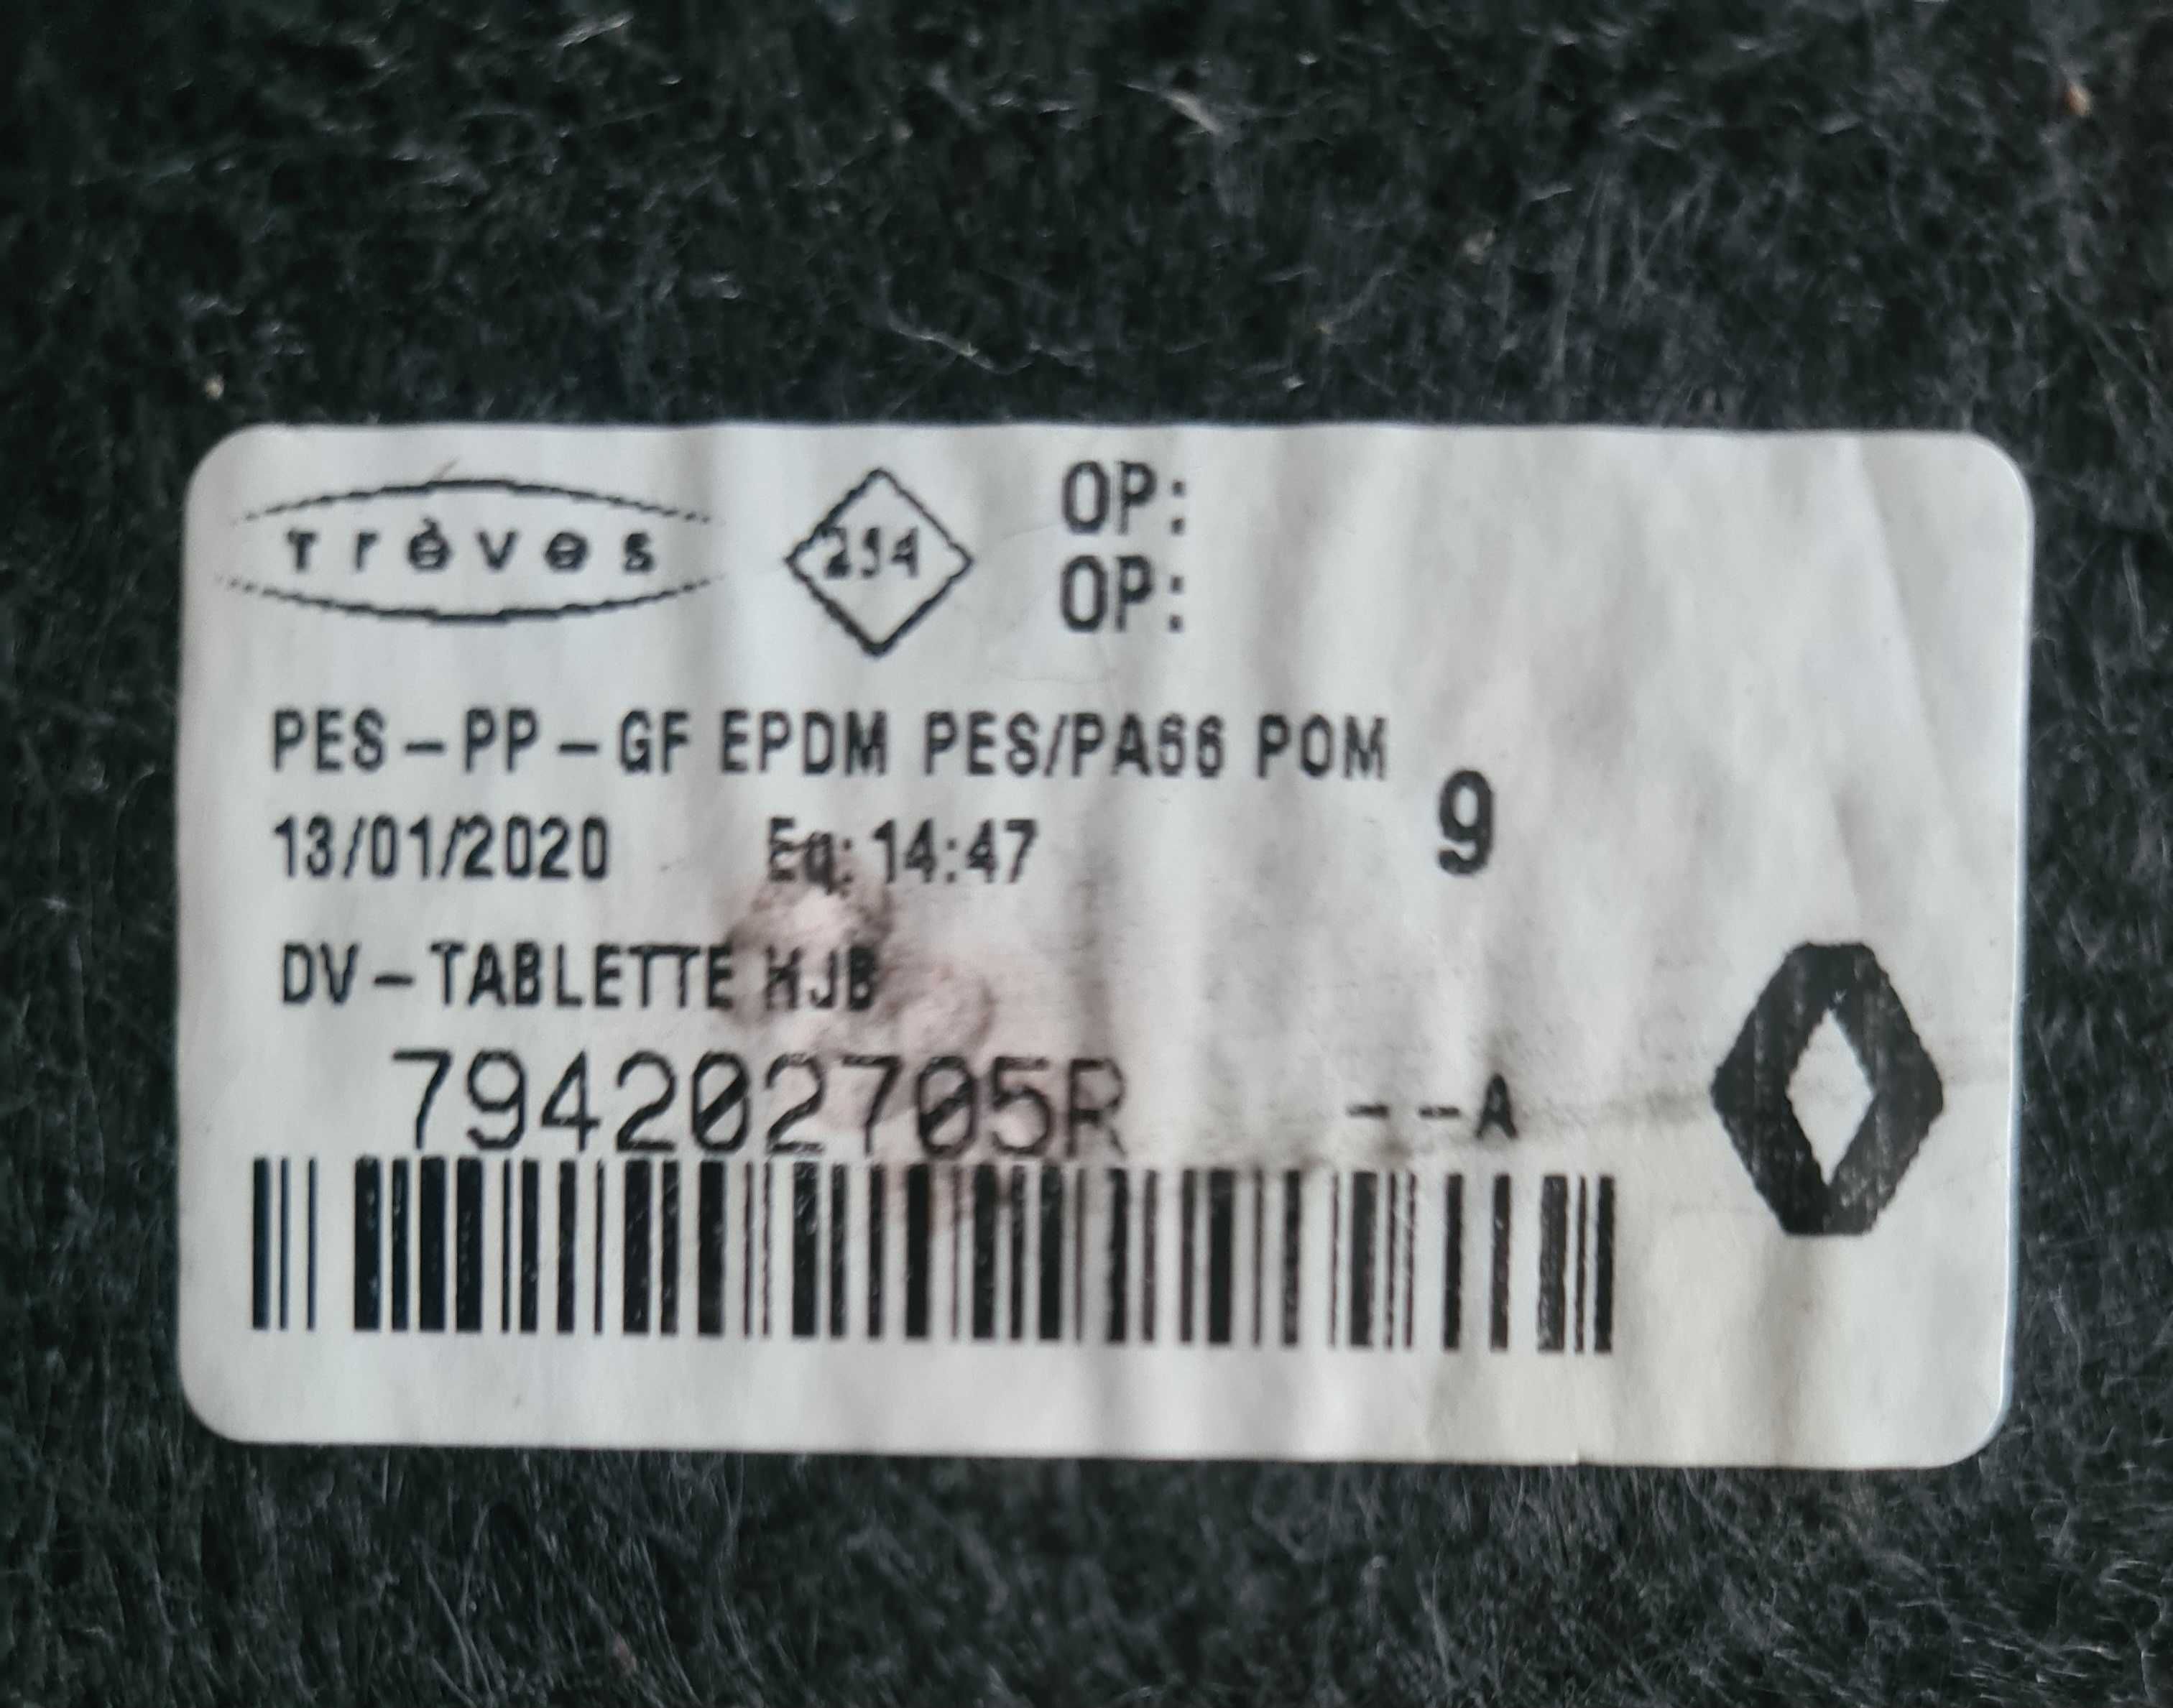 Trèves
254
OP:
OP:
PES-PP-GF EPDM PES/PA66 POM
13/01/2020 Eq: 14:47
9
DV-TABLETTE HJB
794202705R --A